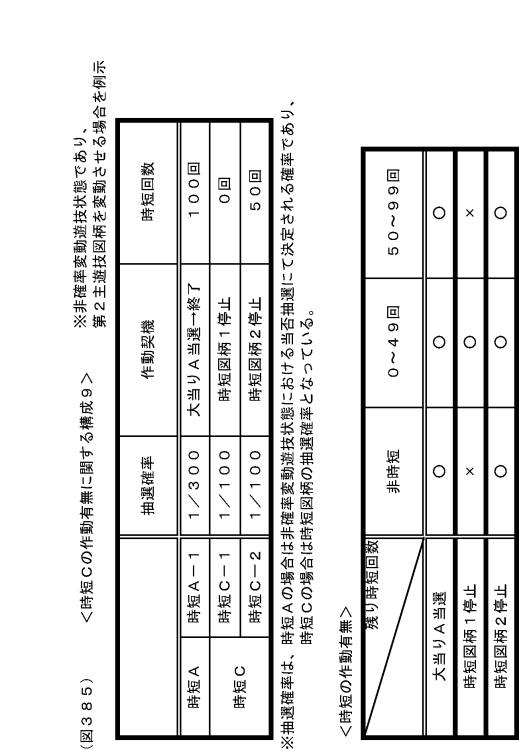 （図３８５）　＜時短Ｃの作動有無に関する構成９＞　※非確率変動遊技状態であり、
第２主遊技図柄を変動させる場合を例示
抽選確率　作動契機　時短回数
時短Ａ　時短Ａ－１　１／３００　大当りＡ当選→終了　１００回
時短Ｃ　時短Ｃ－１　１／１００　時短図柄１停止　０回
時短Ｃ－２　１／１００　時短図柄２停止　５０回
※抽選確率は、時短Ａの場合は非確率変動遊技状態における当否抽選にて決定される確率であり、
時短Ｃの場合は時短図柄の抽選確率となっている。
＜時短の作動有無＞
残り時短回数　非時短　０～４９回　５０～９９回
大当りＡ当選　○　○　○
時短図柄１停止　×　○　×
時短図柄２停止　○　○　○